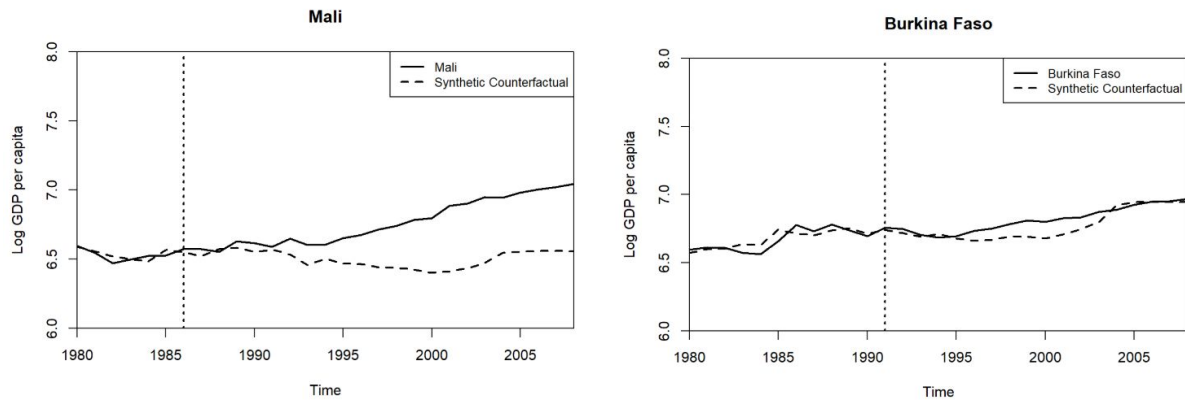 Mali
Log GDP per capita
8.0
7.5
7.0
6.5
6.0
Mali
Synthetic Counterfactual
1980 1985 1990 1995 2000 2005
Time
Burkina Faso
Log GDP per capita
8.0
7.5
7.0
6.5
6.0
Burkina Faso
Synthetic Counterfactual
1980 1985 1990 1995 2000 2005
Time